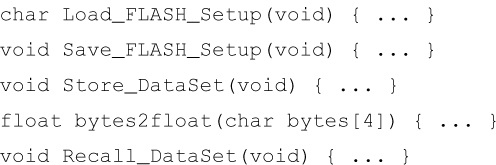 char Load_FLASH_Setup(void) { ... }
void Save_FLASH_Setup(void) { ... }
void Store_DataSet(void) { ... }
float bytes2float(char bytes[4]) { ... }
void Recall_DataSet(void) { ... }